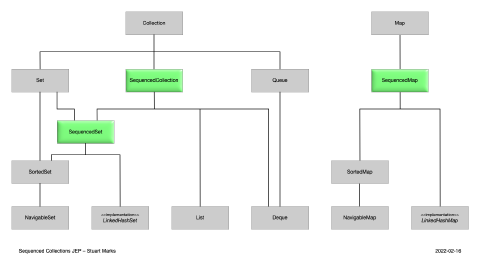 Collection
Map
Set
SequencedCollection
Queue
SequencedMap
SequencedSet
SortedSet
SortedMap
NavigableSet
<<implementation>>
LinkedHashSet
List
Deque
NavigableMap
<<implementation>>
LinkedHashMap
Sequenced Collections JEP – Stuart Marks
2022-02-16